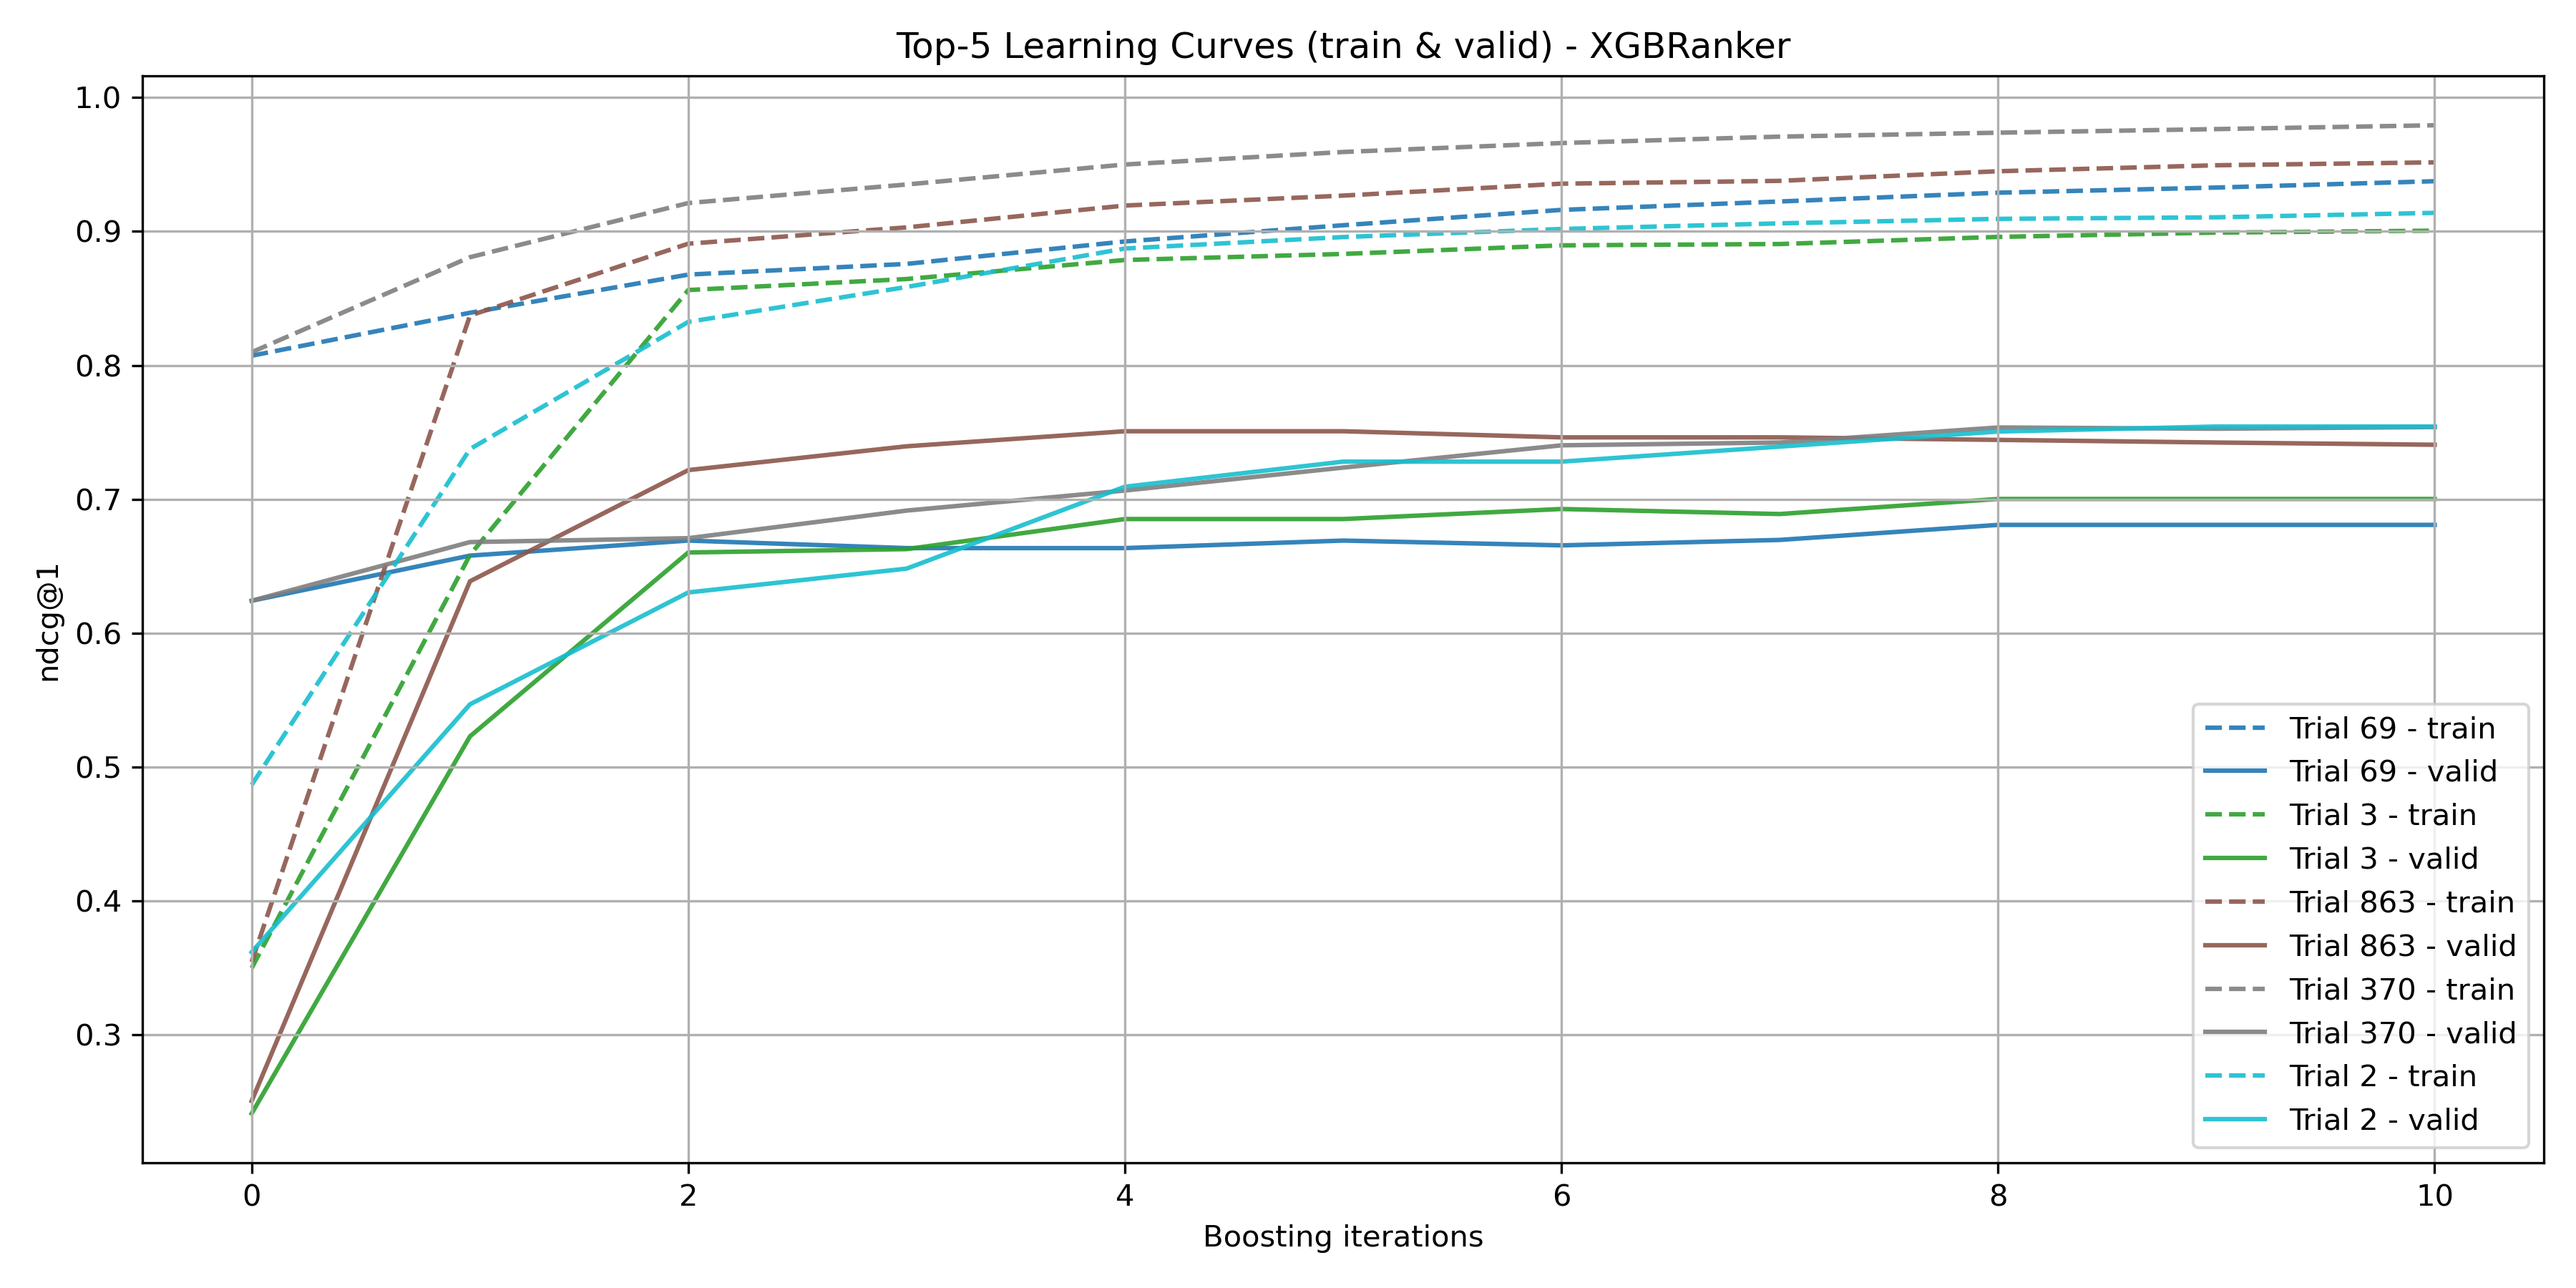 Top-5 Learning Curves (train & valid) - XGBRanker
1.0
0.9
0.8
0.7
0.6
0.5
0.4
0.3
ndcg@1
0 2 4 6 8 10
Boosting iterations
Trial 69 - train
Trial 69 - valid
Trial 3 - train
Trial 3 - valid
Trial 863 - train
Trial 863 - valid
Trial 370 - train
Trial 370 - valid
Trial 2 - train
Trial 2 - valid